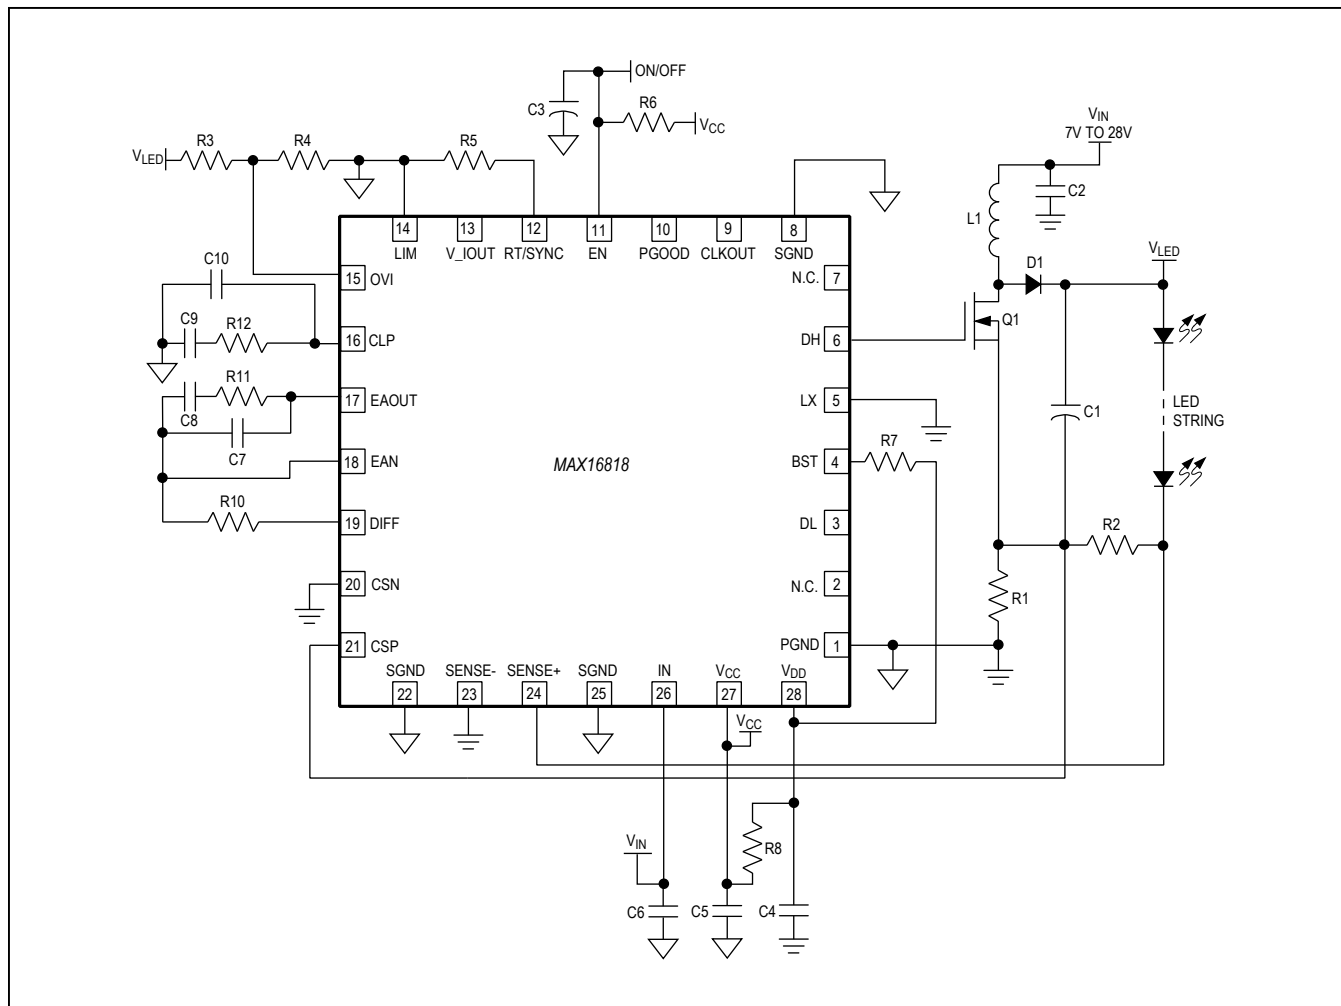 ON/OFF
C3
R6
VCC
VIN
7V TO 28V
VLED
R3
R4
R5
C2
L1
14
13
12
11
10
9
8
LIM
V_IOUT
RT/SYNC
EN
PGOOD
CLKOUT
SGND
VLED
C10
15
OVI
N.C.
7
D1
C9
R12
16
CLP
DH
6
Q1
R11
C8
17
EAOUT
LX
5
C1
LED
STRING
C7
R7
18
EAN
MAX16818
BST
4
R10
19
DIFF
DL
3
R2
20
CSN
N.C.
2
R1
21
CSP
PGND
1
SGND
SENSE-
SENSE+
SGND
IN
VCC
VDD
22
23
24
25
26
27
28
VCC
VIN
R8
C6
C5
C4